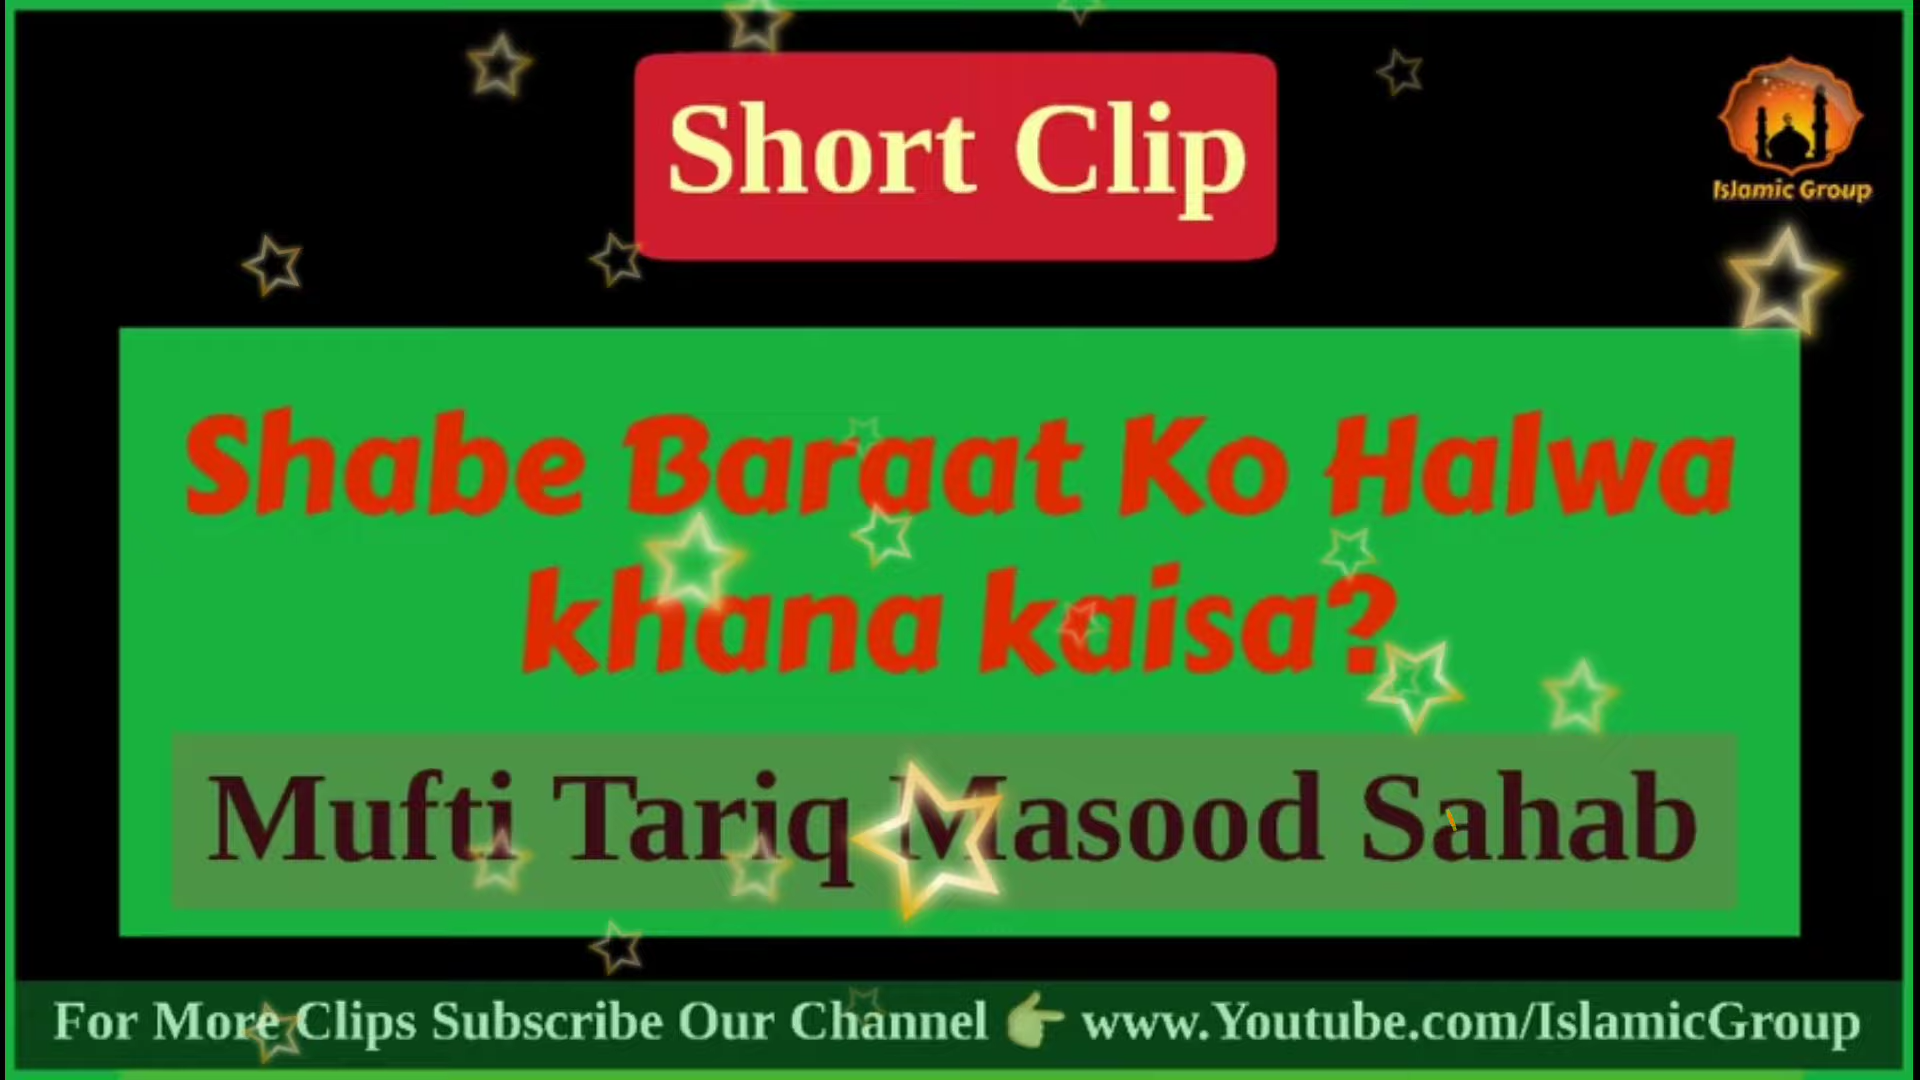 Short Clip
Islamic Group
Shabe Baraat Ko Halwa
khana kaisa?
Mufti Tariq Masood Sahab
For More Clips Subscribe Our Channel 👉 www.Youtube.com/IslamicGroup